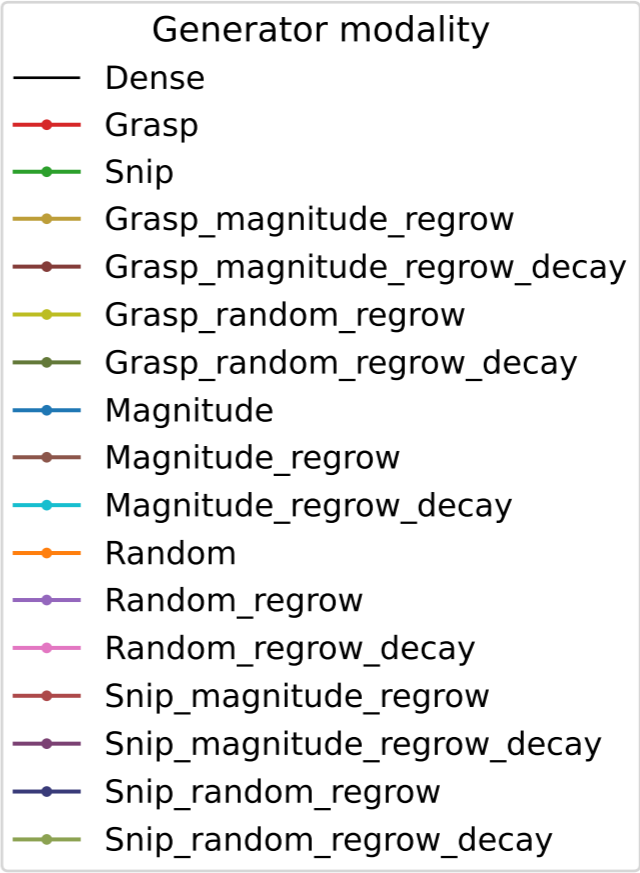 Generator modality
Dense
Grasp
Snip
Grasp_magnitude_regrow
Grasp_magnitude_regrow_decay
Grasp_random_regrow
Grasp_random_regrow_decay
Magnitude
Magnitude_regrow
Magnitude_regrow_decay
Random
Random_regrow
Random_regrow_decay
Snip_magnitude_regrow
Snip_magnitude_regrow_decay
Snip_random_regrow
Snip_random_regrow_decay